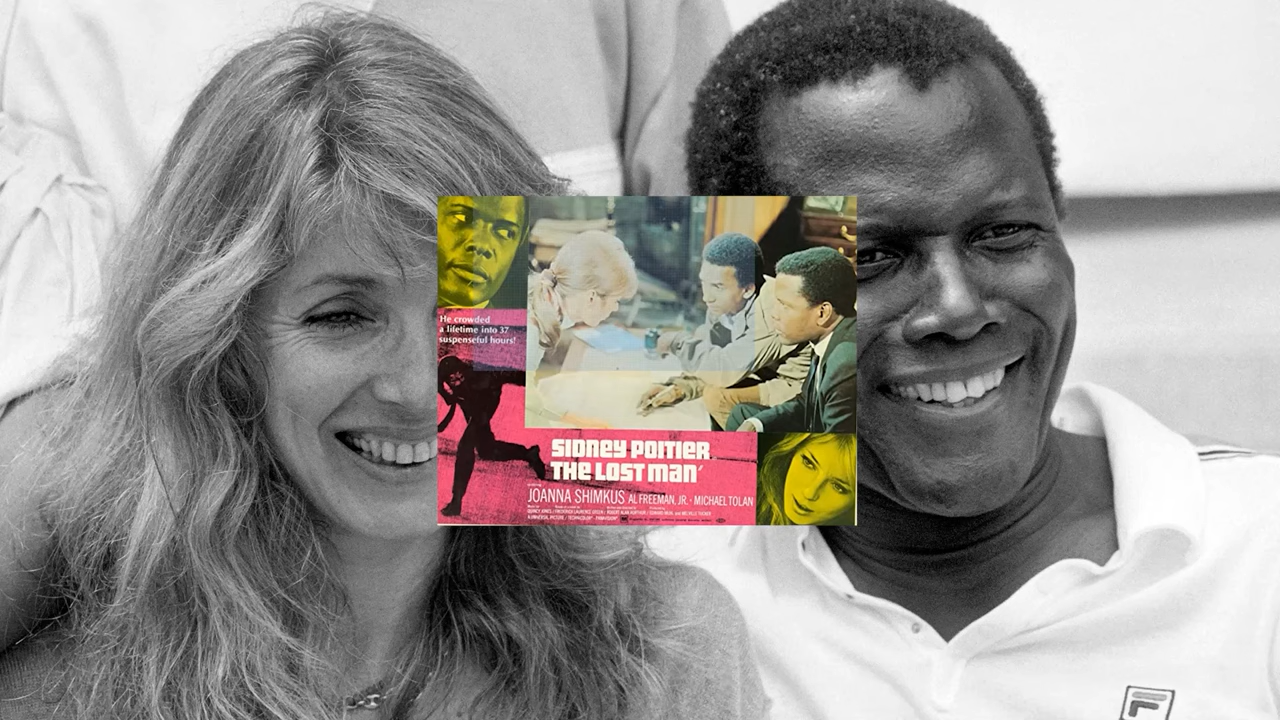 He crowded
a lifetime into 37
suspenseful hours!
SIDNEY POITIER
THE LOST MAN
JOANNA SHIMKUS AL FREEMAN, JR. · MICHAEL TOLAN
F